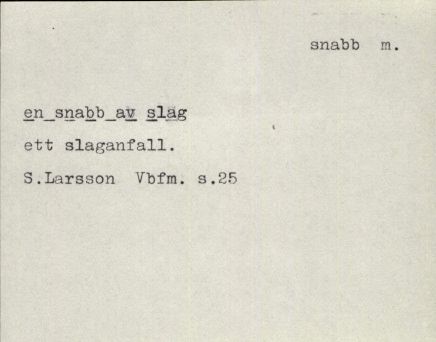 snabb m.
en snabb av slag
ett slaganfall.
S.Larsson Vbfm. s.25